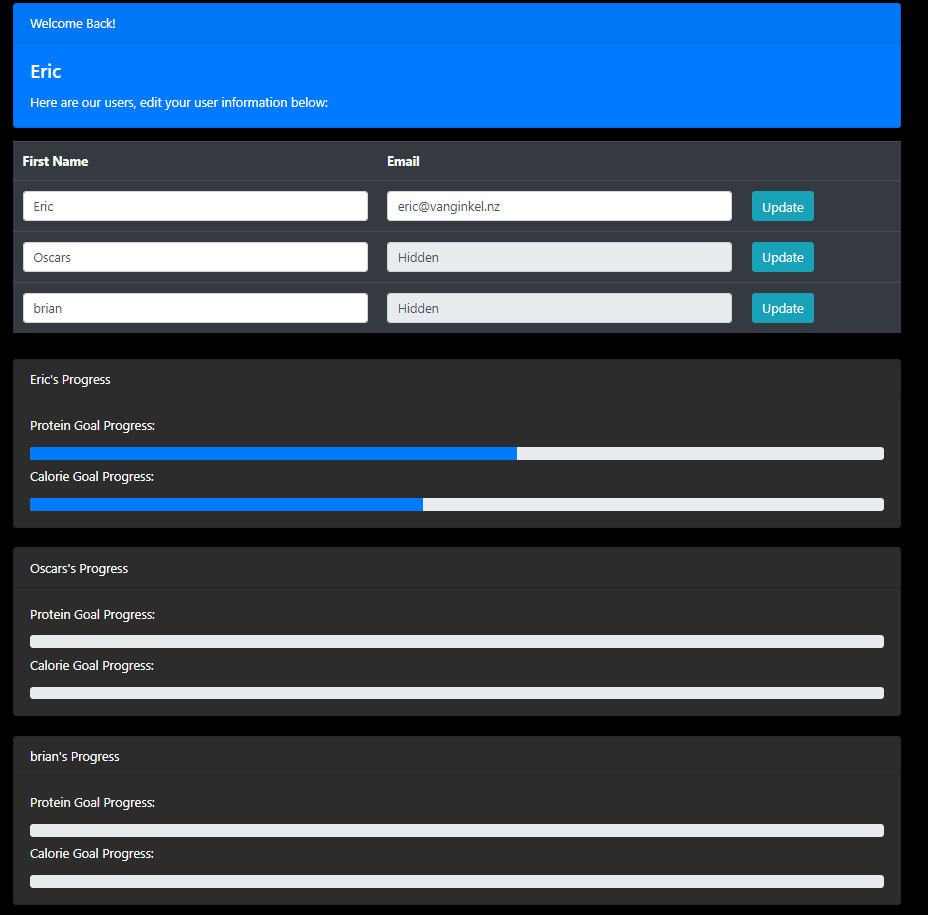 Welcome Back!
Eric
Here are our users, edit your user information below:
First Name Email
Eric eric@vanginkel.nz Update
Oscars Hidden Update
brian Hidden Update
Eric's Progress
Protein Goal Progress:
Calorie Goal Progress:
Oscars's Progress
Protein Goal Progress:
Calorie Goal Progress:
brian's Progress
Protein Goal Progress:
Calorie Goal Progress: